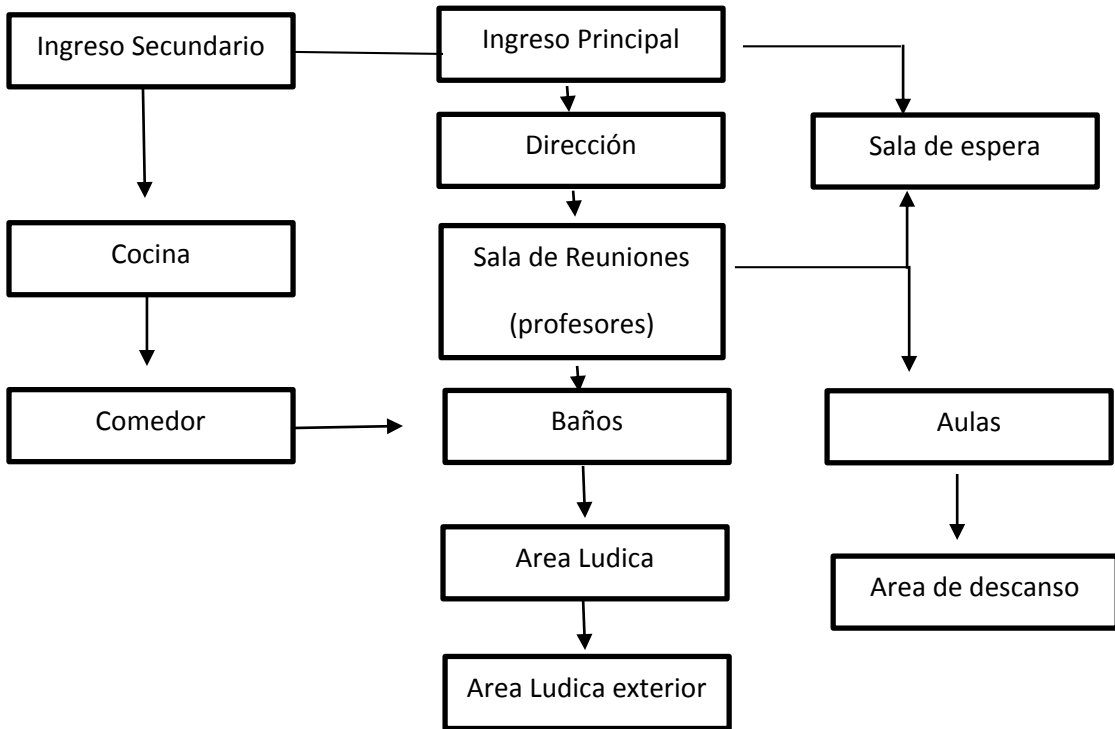 Ingreso Secundario
Ingreso Principal
Dirección
Sala de espera
Cocina
Sala de Reuniones
(profesores)
Comedor
Baños
Aulas
Area Ludica
Area de descanso
Area Ludica exterior